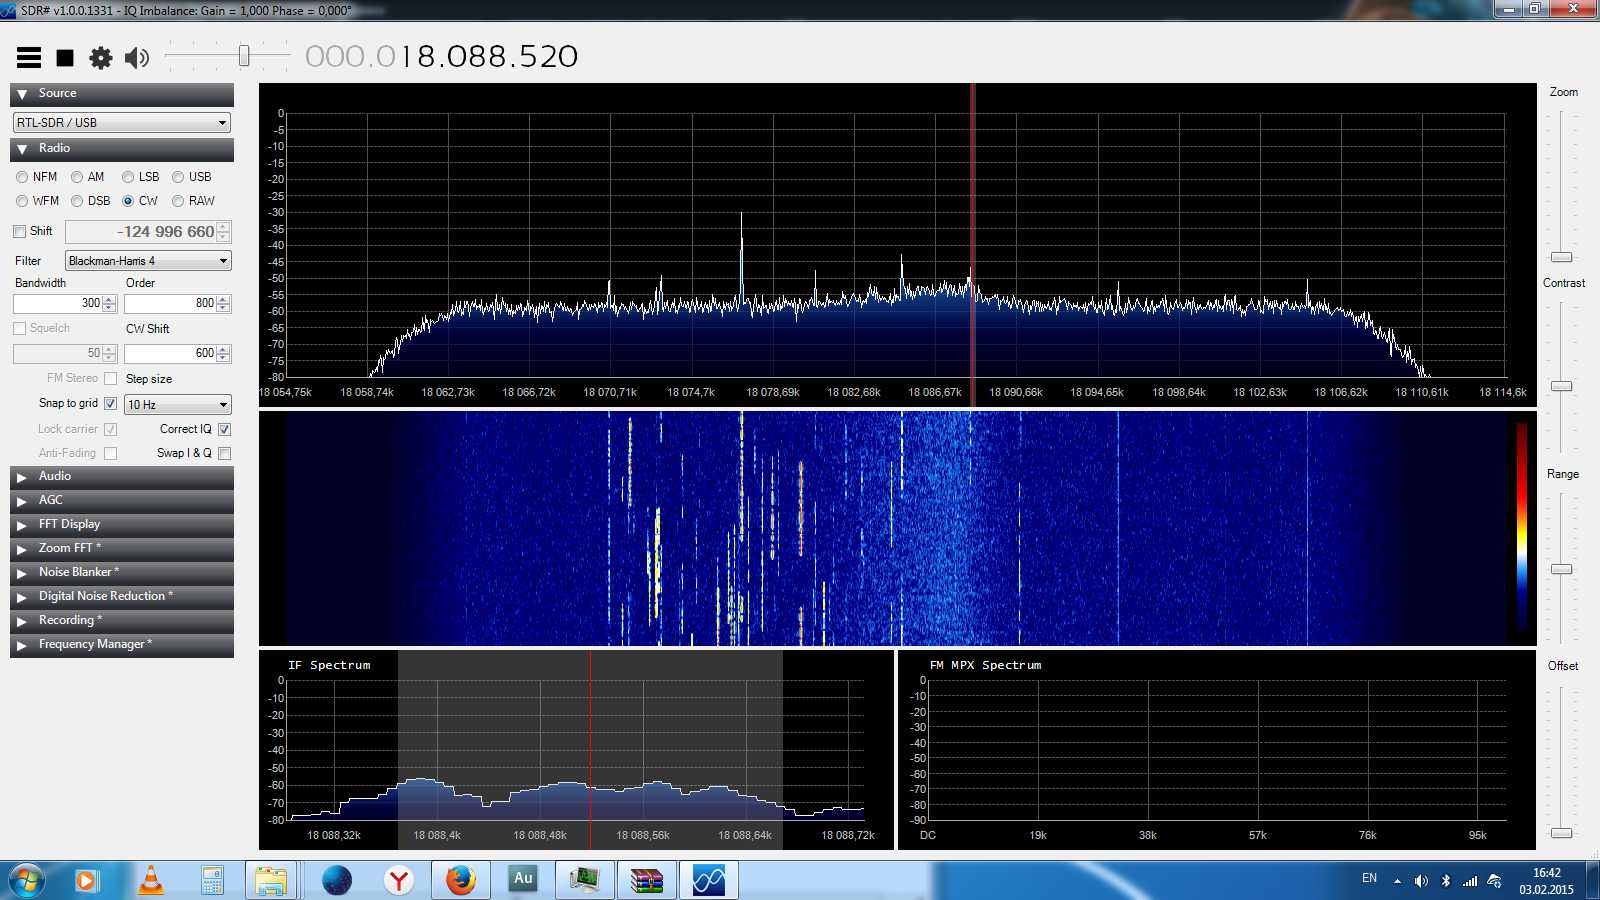 SDR# v1.0.0.1331 - IQ Imbalance: Gain = 1,000 Phase = 0,000°
000.018.088.520
Source
RTL-SDR / USB
Radio
NFM AM LSB USB
WFM DSB CW RAW
Shift -124 996 660
Filter Blackman-Harris 4
Bandwidth Order
300 800
Squelch CW Shift
50 600
FM Stereo Step size
Snap to grid 10 Hz
Lock carrier Correct IQ
Anti-Fading Swap I & Q
Audio
AGC
FFT Display
Zoom FFT *
Noise Blanker *
Digital Noise Reduction *
Recording *
Frequency Manager *
0
-5
-10
-15
-20
-25
-30
-35
-40
-45
-50
-55
-60
-65
-70
-75
-80
18 054,75k 18 058,74k 18 062,73k 18 066,72k 18 070,71k 18 074,7k 18 078,69k 18 082,68k 18 086,67k 18 090,66k 18 094,65k 18 098,64k 18 102,63k 18 106,62k 18 110,61k 18 114,6k
Zoom
Contrast
Range
Offset
IF Spectrum
0
-10
-20
-30
-40
-50
-60
-70
-80
18 088,32k 18 088,4k 18 088,48k 18 088,56k 18 088,64k 18 088,72k
FM MPX Spectrum
0
-10
-20
-30
-40
-50
-60
-70
-80
-90
DC 19k 38k 57k 76k 95k
Au
EN
16:42
03.02.2015